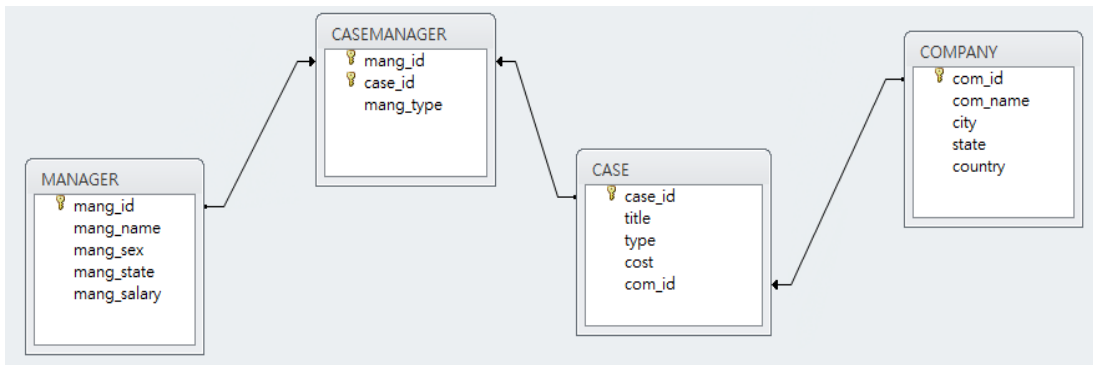 CASEMANAGER
mang_id
case_id
mang_type
COMPANY
com_id
com_name
city
state
country
MANAGER
mang_id
mang_name
mang_sex
mang_state
mang_salary
CASE
case_id
title
type
cost
com_id